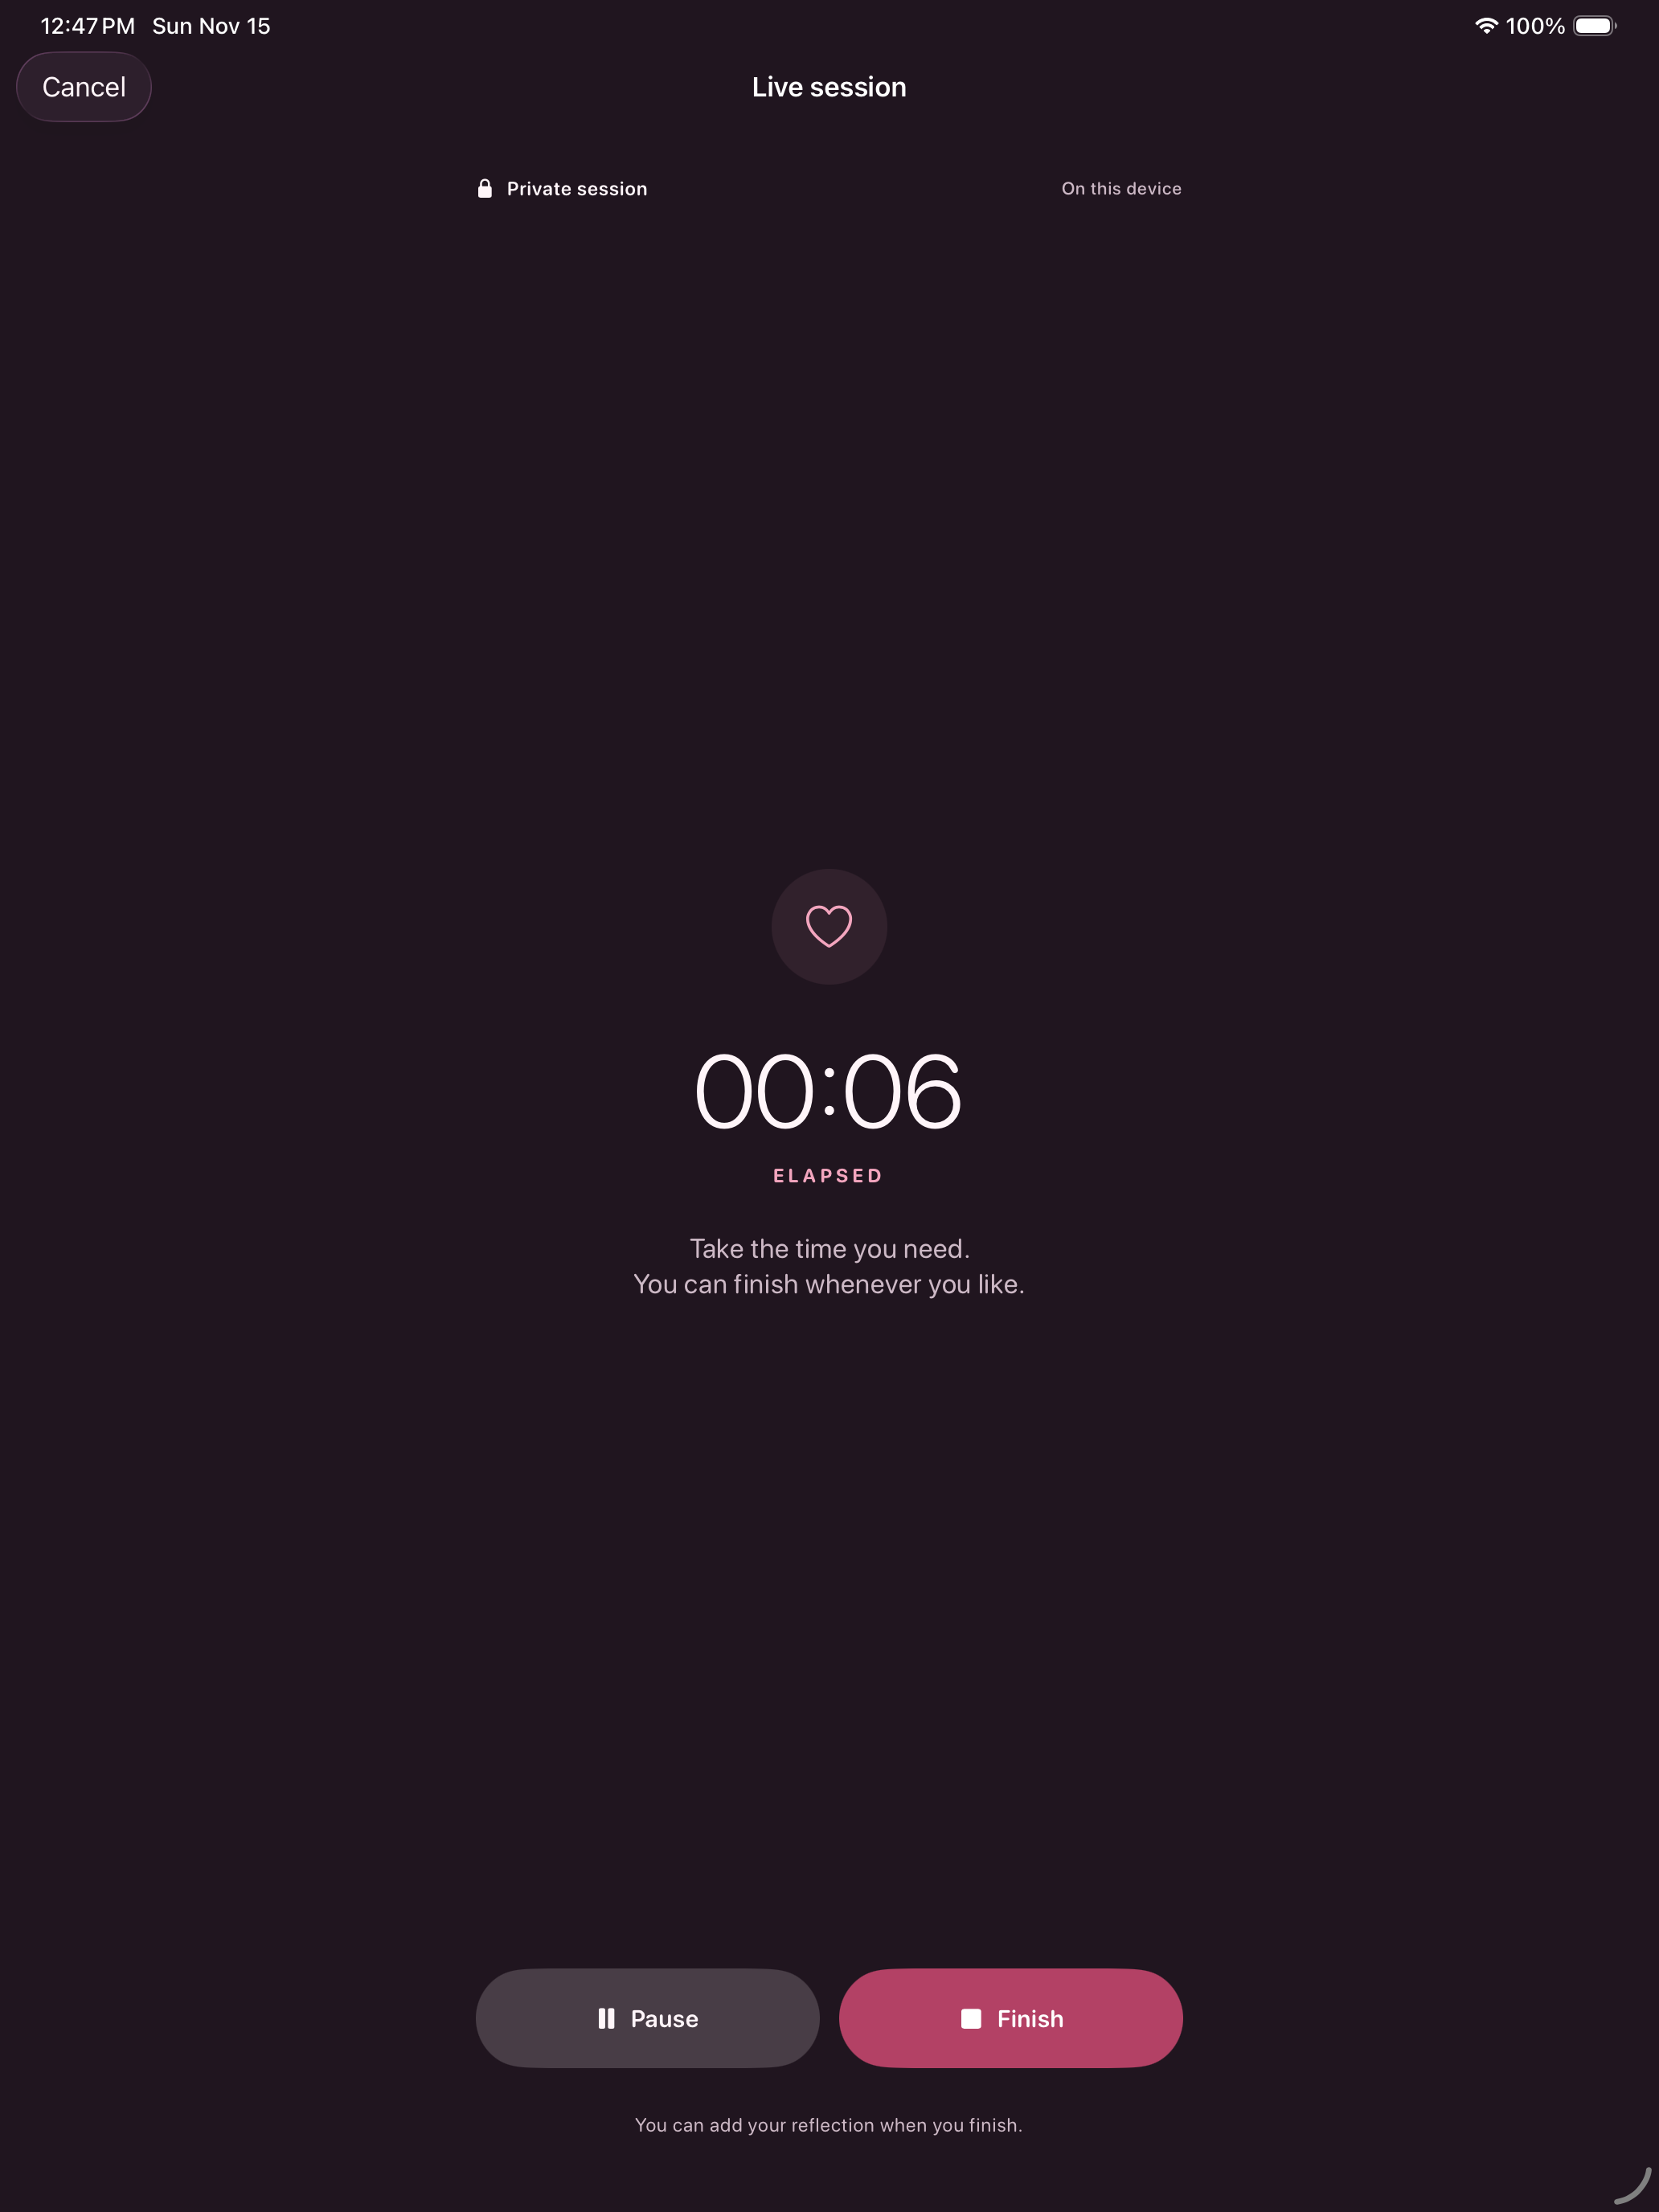 12:47 PM Sun Nov 15
100%
Cancel
Live session
Private session
On this device
00:06
ELAPSED
Take the time you need.
You can finish whenever you like.
Pause
Finish
You can add your reflection when you finish.